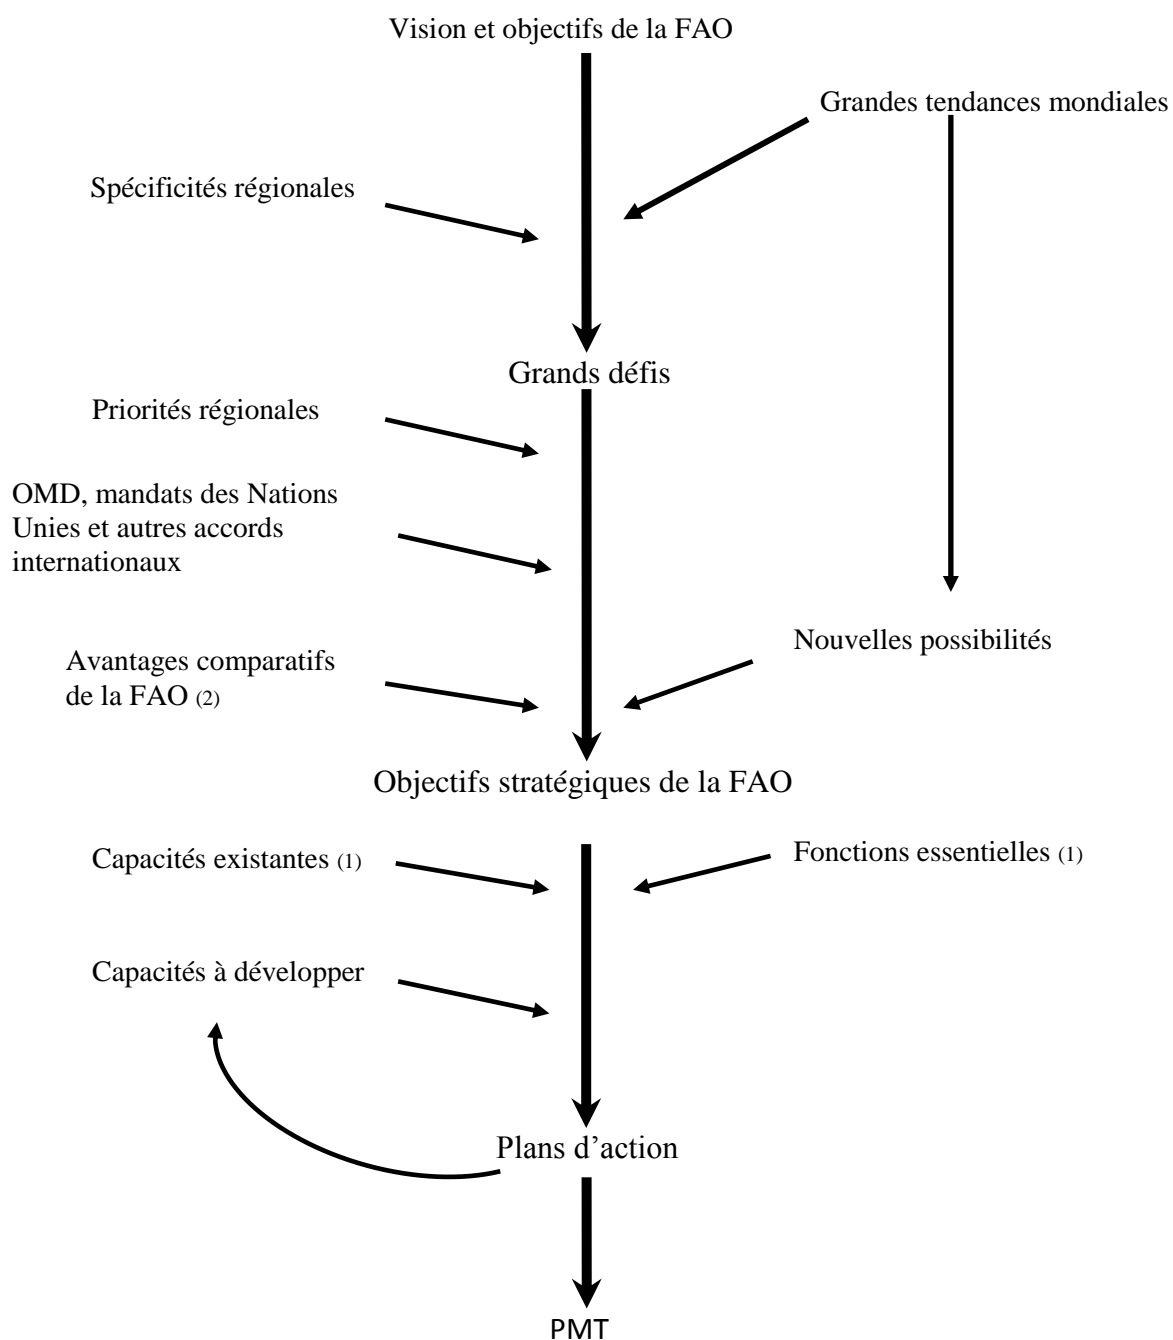 Vision et objectifs de la FAO
Grandes tendances mondiales
Spécificités régionales
Grands défis
Priorités régionales
OMD, mandats des Nations
Unies et autres accords
internationaux
Nouvelles possibilités
Avantages comparatifs
de la FAO (2)
Objectifs stratégiques de la FAO
Capacités existantes (1)
Fonctions essentielles (1)
Capacités à développer
Plans d’action
PMT